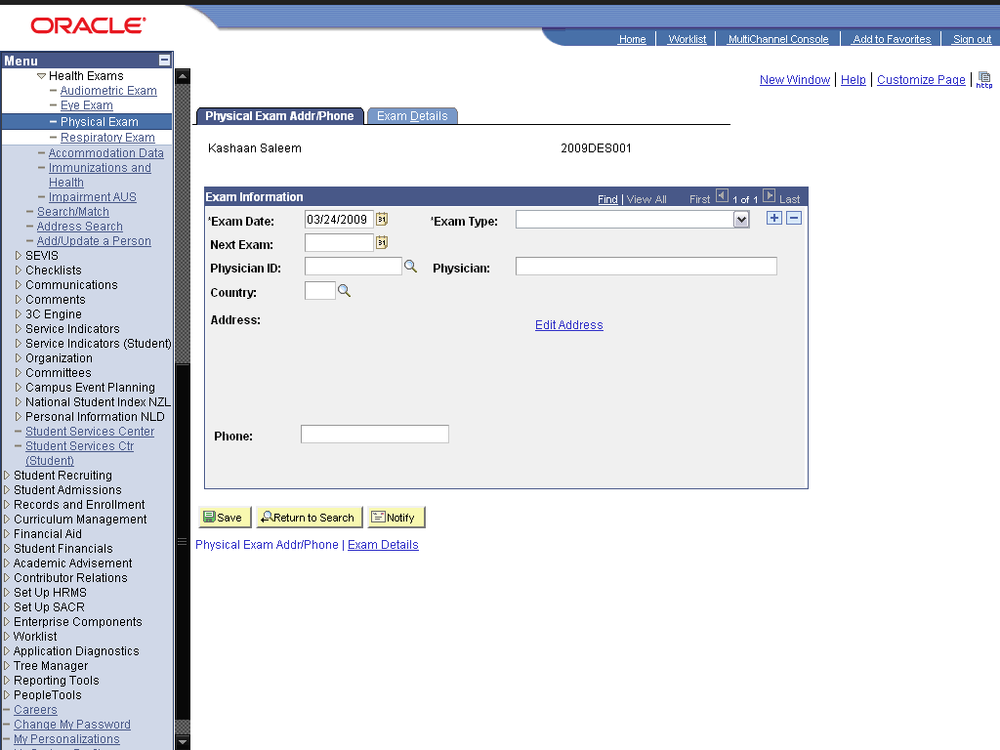 ORACLE®
Home
Worklist
MultiChannel Console
Add to Favorites
Sign out
Menu
Health Exams
Audiometric Exam
Eye Exam
Physical Exam
Respiratory Exam
Accommodation Data
Immunizations and
Health
Impairment AUS
Search/Match
Address Search
Add/Update a Person
SEVIS
Checklists
Communications
Comments
3C Engine
Service Indicators
Service Indicators (Student)
Organization
Committees
Campus Event Planning
National Student Index NZL
Personal Information NLD
Student Services Center
Student Services Ctr
(Student)
Student Recruiting
Student Admissions
Records and Enrollment
Curriculum Management
Financial Aid
Student Financials
Academic Advisement
Contributor Relations
Set Up HRMS
Set Up SACR
Enterprise Components
Worklist
Application Diagnostics
Tree Manager
Reporting Tools
PeopleTools
Careers
Change My Password
My Personalizations
New Window | Help | Customize Page | http
Physical Exam Addr/Phone
Exam Details
Kashaan Saleem 2009DES001
Exam Information Find | View All First 1 of 1 Last
*Exam Date: 03/24/2009 31 *Exam Type:
Next Exam: 31
Physician ID: Physician:
Country:
Address: Edit Address
Phone:
Save Return to Search Notify
Physical Exam Addr/Phone | Exam Details